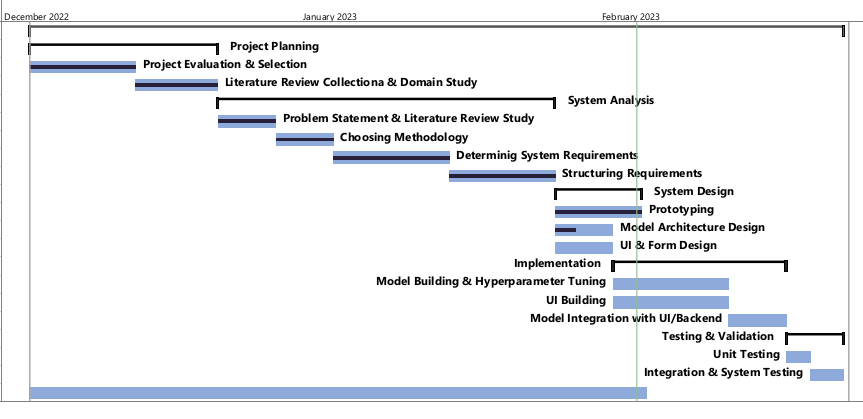 December 2022 January 2023 February 2023
Project Planning
Project Evaluation & Selection
Literature Review Collectiona & Domain Study
System Analysis
Problem Statement & Literature Review Study
Choosing Methodology
Determinig System Requirements
Structuring Requirements
System Design
Prototyping
Model Architecture Design
UI & Form Design
Implementation
Model Building & Hyperparameter Tuning
UI Building
Model Integration with UI/Backend
Testing & Validation
Unit Testing
Integration & System Testing